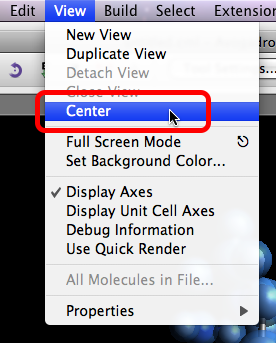 Edit View Build Select Extension
New View
Duplicate View
Detach View
Close View
Center
Full Screen Mode
Set Background Color...
✓ Display Axes
Display Unit Cell Axes
Debug Information
Use Quick Render
All Molecules in File...
Properties